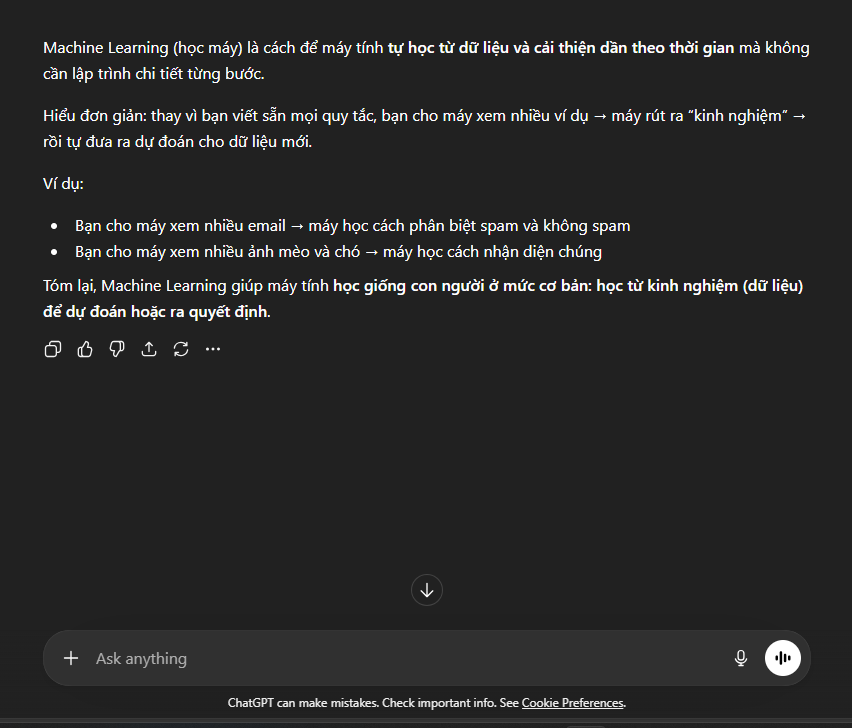 Machine Learning (học máy) là cách để máy tính tự học từ dữ liệu và cải thiện dần theo thời gian mà không
cần lập trình chi tiết từng bước.
Hiểu đơn giản: thay vì bạn viết sẵn mọi quy tắc, bạn cho máy xem nhiều ví dụ → máy rút ra “kinh nghiệm” →
rồi tự đưa ra dự đoán cho dữ liệu mới.
Ví dụ:
• Bạn cho máy xem nhiều email → máy học cách phân biệt spam và không spam
• Bạn cho máy xem nhiều ảnh mèo và chó → máy học cách nhận diện chúng
Tóm lại, Machine Learning giúp máy tính học giống con người ở mức cơ bản: học từ kinh nghiệm (dữ liệu)
để dự đoán hoặc ra quyết định.
Ask anything
ChatGPT can make mistakes. Check important info. See Cookie Preferences.